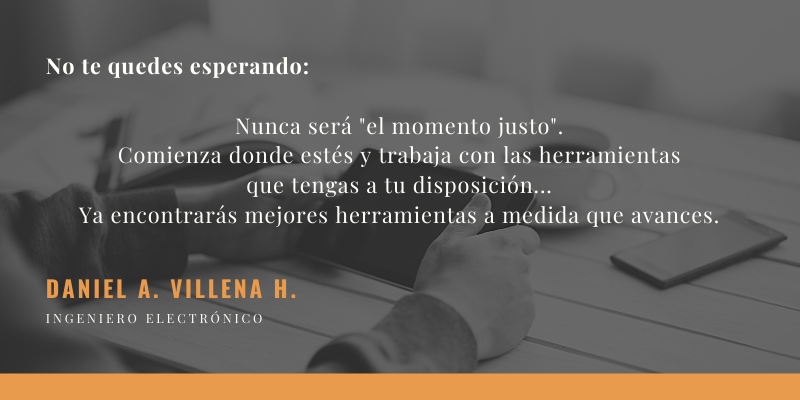 No te quedes esperando:
Nunca será "el momento justo".
Comienza donde estés y trabaja con las herramientas
que tengas a tu disposición...
Ya encontrarás mejores herramientas a medida que avances.
DANIEL A. VILLENA H.
INGENIERO ELECTRÓNICO